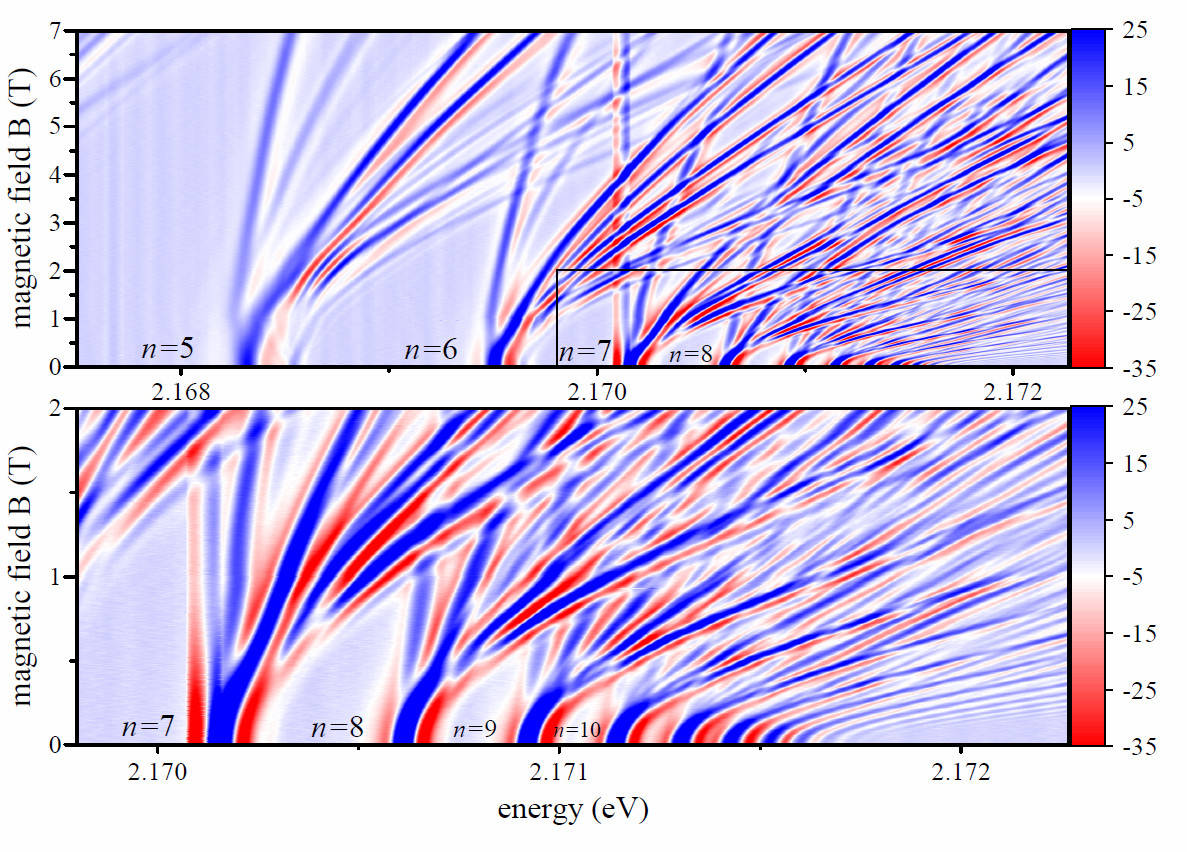 magnetic field B (T)
7
6
5
4
3
2
1
0
n=5
n=6
n=7
n=8
2.168
2.170
2.172
25
15
5
-5
-15
-25
-35
magnetic field B (T)
2
1
0
n=7
n=8
n=9
n=10
2.170
2.171
2.172
25
15
5
-5
-15
-25
-35
energy (eV)